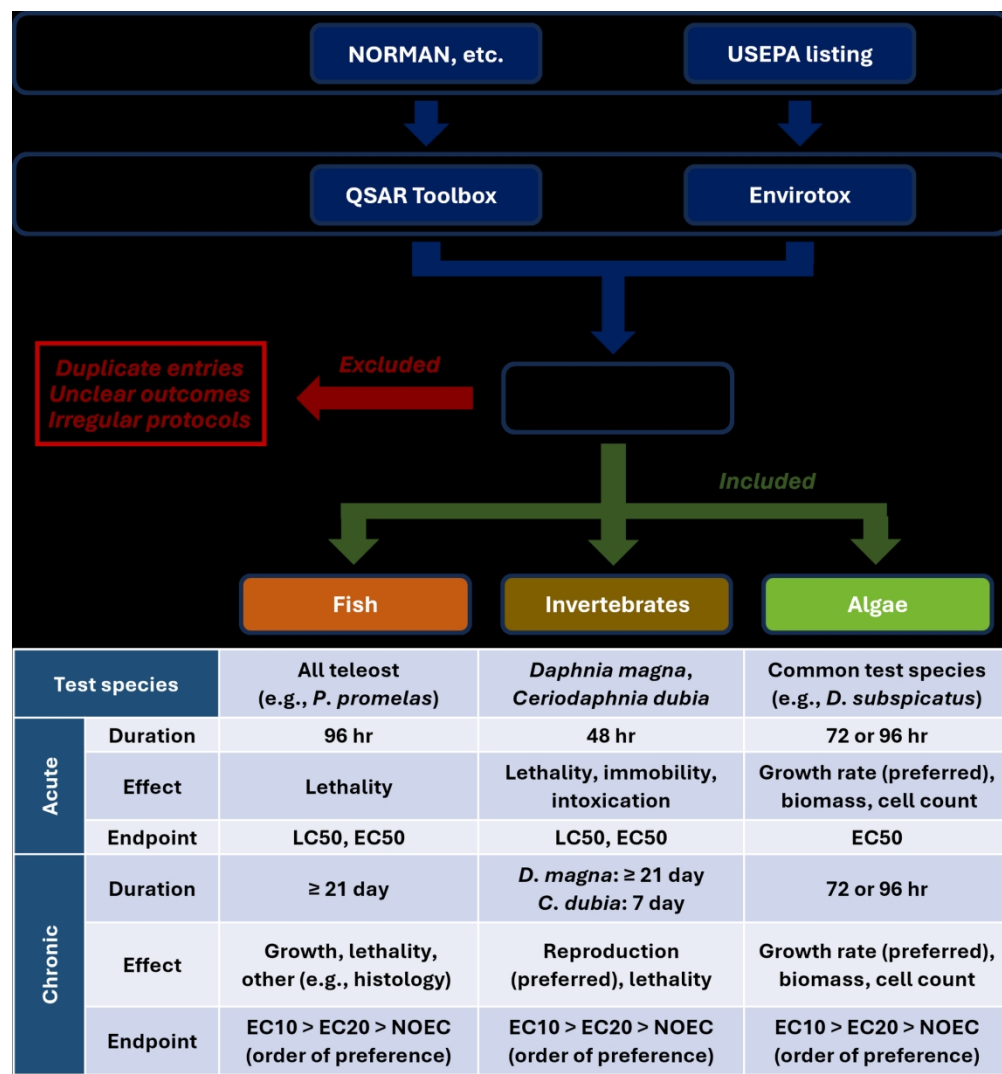 NORMAN, etc.
USEPA listing
QSAR Toolbox
Envirotox
Duplicate entries
Unclear outcomes
Irregular protocols
Excluded
Included
Fish
Invertebrates
Algae
Test species
All teleost
(e.g., P. promelas)
Daphnia magna,
Ceriodaphnia dubia
Common test species
(e.g., D. subspicatus)
Acute
Duration
96 hr
48 hr
72 or 96 hr
Effect
Lethality
Lethality, immobility,
intoxication
Growth rate (preferred),
biomass, cell count
Endpoint
LC50, EC50
LC50, EC50
EC50
Chronic
Duration
≥ 21 day
D. magna: ≥ 21 day
C. dubia: 7 day
72 or 96 hr
Effect
Growth, lethality,
other (e.g., histology)
Reproduction
(preferred), lethality
Growth rate (preferred),
biomass, cell count
Endpoint
EC10 > EC20 > NOEC
(order of preference)
EC10 > EC20 > NOEC
(order of preference)
EC10 > EC20 > NOEC
(order of preference)